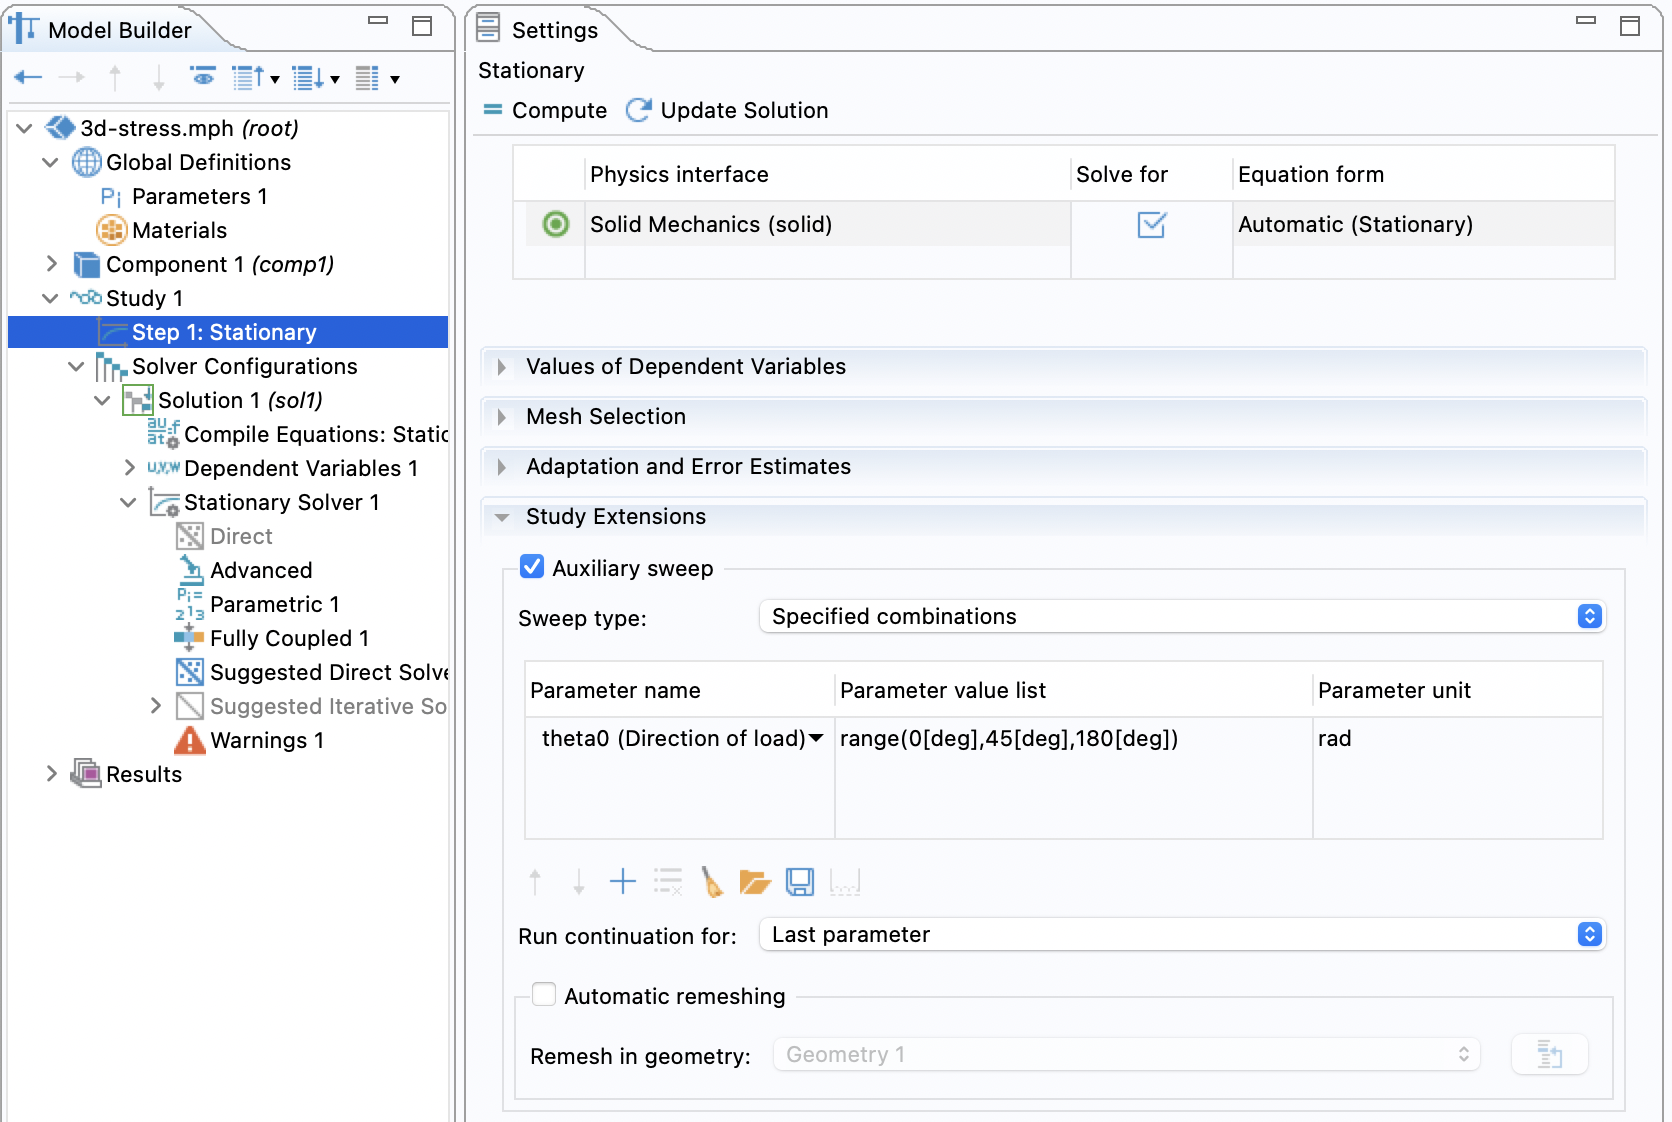 Model Builder
3d-stress.mph (root)
Global Definitions
Pi Parameters 1
Materials
Component 1 (comp1)
Study 1
Step 1: Stationary
Solver Configurations
Solution 1 (sol1)
Compile Equations: Static
u,v,w Dependent Variables 1
Stationary Solver 1
Direct
Advanced
Parametric 1
Fully Coupled 1
Suggested Direct Solve
Suggested Iterative So
Warnings 1
Results
Settings
Stationary
Compute Update Solution
Physics interface Solve for Equation form
Solid Mechanics (solid) Automatic (Stationary)
Values of Dependent Variables
Mesh Selection
Adaptation and Error Estimates
Study Extensions
Auxiliary sweep
Sweep type: Specified combinations
Parameter name Parameter value list Parameter unit
theta0 (Direction of load) range(0[deg],45[deg],180[deg]) rad
Run continuation for: Last parameter
Automatic remeshing
Remesh in geometry: Geometry 1